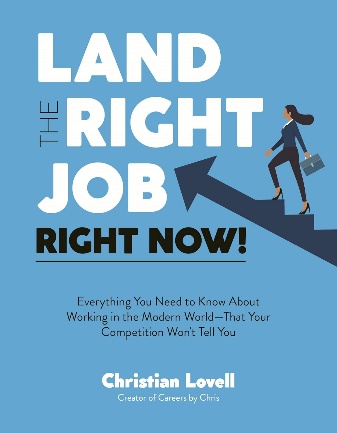 LAND
THE RIGHT
JOB
RIGHT NOW!
Everything You Need to Know About
Working in the Modern World—That Your
Competition Won't Tell You
Christian Lovell
Creator of Careers by Chris